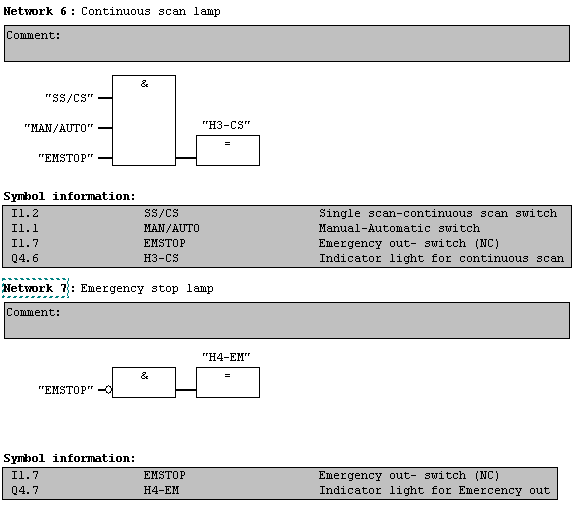 Network 6: Continuous scan lamp
Comment:
&
"SS/CS"
"MAN/AUTO" "H3-CS"
=
"EMSTOP"
Symbol information:
I1.2 SS/CS Single scan-continuous scan switch
I1.1 MAN/AUTO Manual-Automatic switch
I1.7 EMSTOP Emergency out- switch (NC)
Q4.6 H3-CS Indicator light for continuous scan
Network 7: Emergency stop lamp
Comment:
"H4-EM"
& =
"EMSTOP"
Symbol information:
I1.7 EMSTOP Emergency out- switch (NC)
Q4.7 H4-EM Indicator light for Emercency out